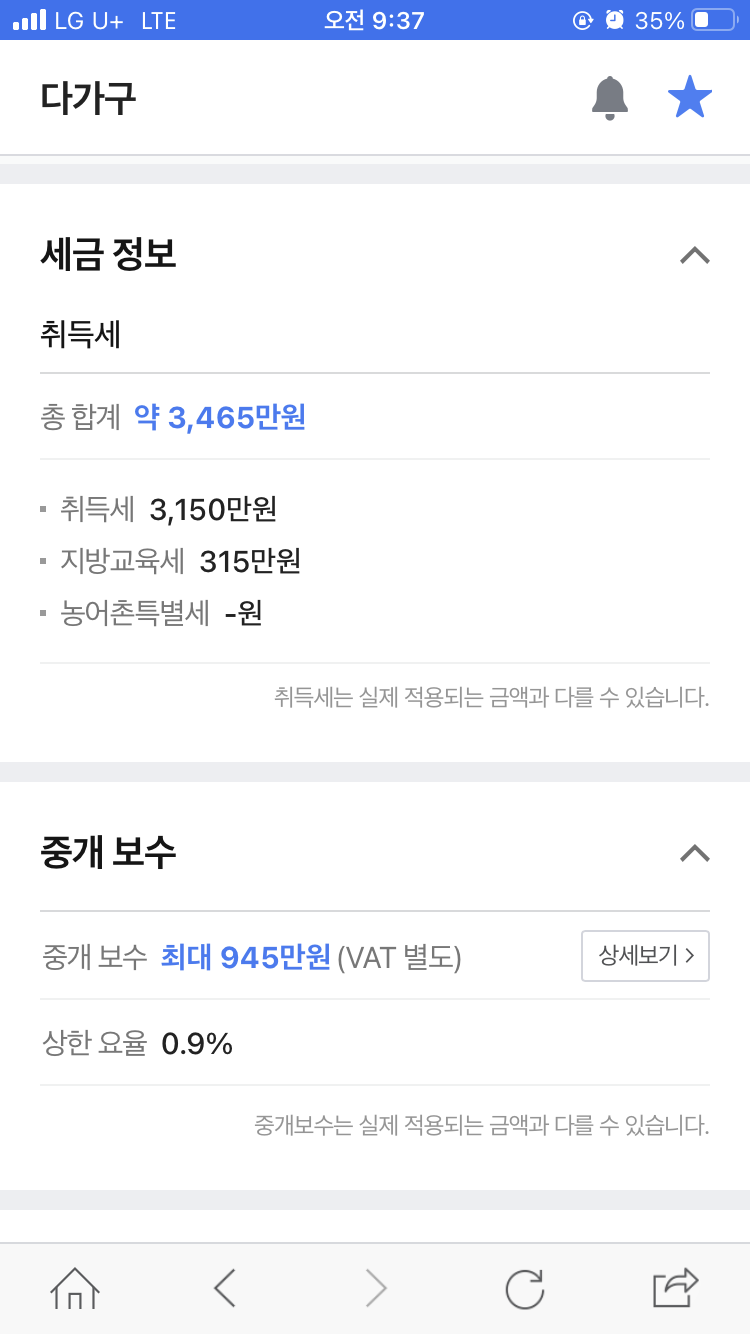 LG U+ LTE 오전 9:37 35%
다가구
세금 정보
취득세
총 합계 약 3,465만원
취득세 3,150만원
지방교육세 315만원
농어촌특별세 -원
취득세는 실제 적용되는 금액과 다를 수 있습니다.
중개 보수
중개 보수 최대 945만원 (VAT 별도) 상세보기 >
상한 요율 0.9%
중개보수는 실제 적용되는 금액과 다를 수 있습니다.